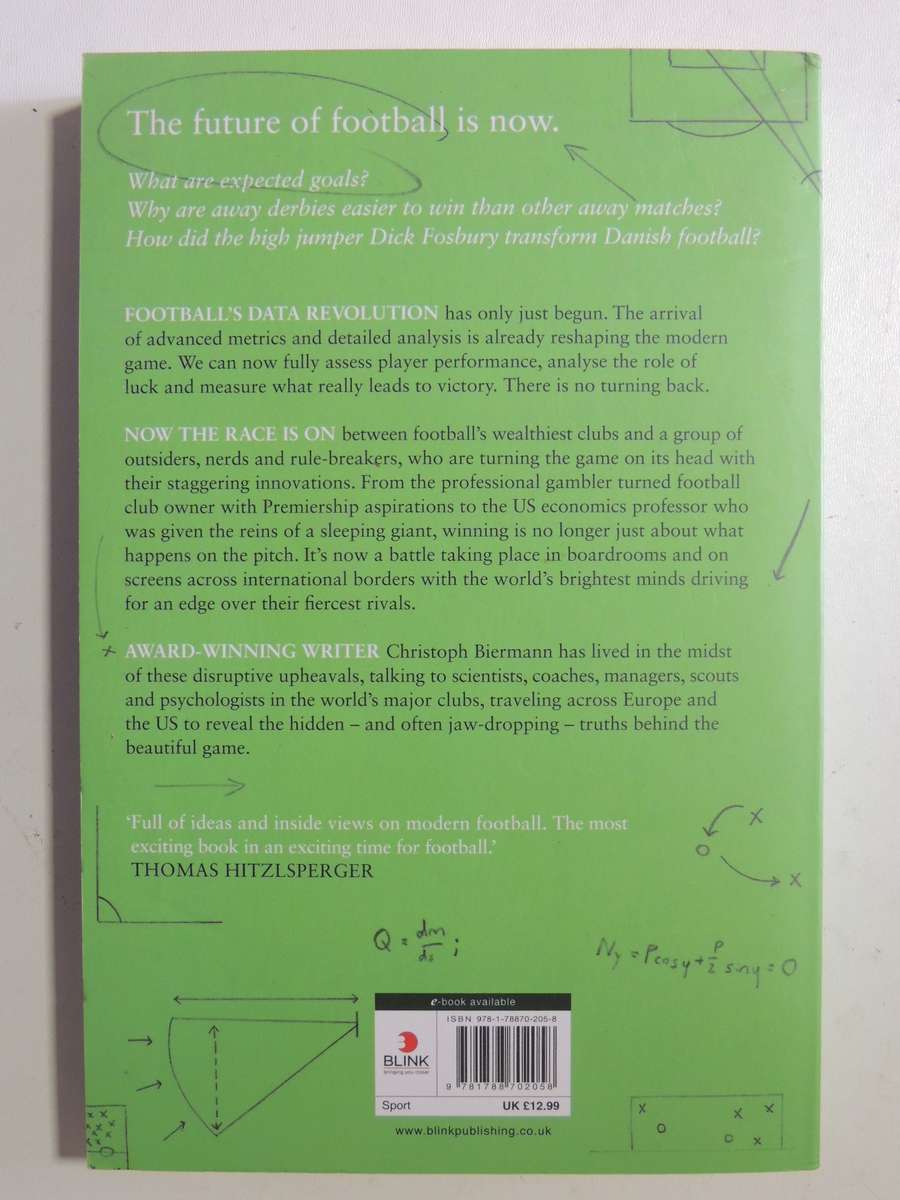 The future of football is now.
What are expected goals?
Why are away derbies easier to win than other away matches?
How did the high jumper Dick Fosbury transform Danish football?
FOOTBALL'S DATA REVOLUTION has only just begun. The arrival
of advanced metrics and detailed analysis is already reshaping the modern
game. We can now fully assess player performance, analyse the role of
luck and measure what really leads to victory. There is no turning back.
NOW THE RACE IS ON between football's wealthiest clubs and a group of
outsiders, nerds and rule-breakers, who are turning the game on its head with
their staggering innovations. From the professional gambler turned football
club owner with Premiership aspirations to the US economics professor who
was given the reins of a sleeping giant, winning is no longer just about what
happens on the pitch. It's now a battle taking place in boardrooms and on
screens across international borders with the world's brightest minds driving
for an edge over their fiercest rivals.
AWARD-WINNING WRITER Christoph Biermann has lived in the midst
of these disruptive upheavals, talking to scientists, coaches, managers, scouts
and psychologists in the world's major clubs, traveling across Europe and
the US to reveal the hidden – and often jaw-dropping – truths behind the
beautiful game.
'Full of ideas and inside views on modern football. The most
exciting book in an exciting time for football.'
THOMAS HITZLSPERGER
Q = dm/ds ;
Ny = Pcosy + P/2 siny = 0
e-book available
ISBN 978-1-78870-205-8
BLINK
bringing you closer
9 781788 702058
Sport UK £12.99
www.blinkpublishing.co.uk